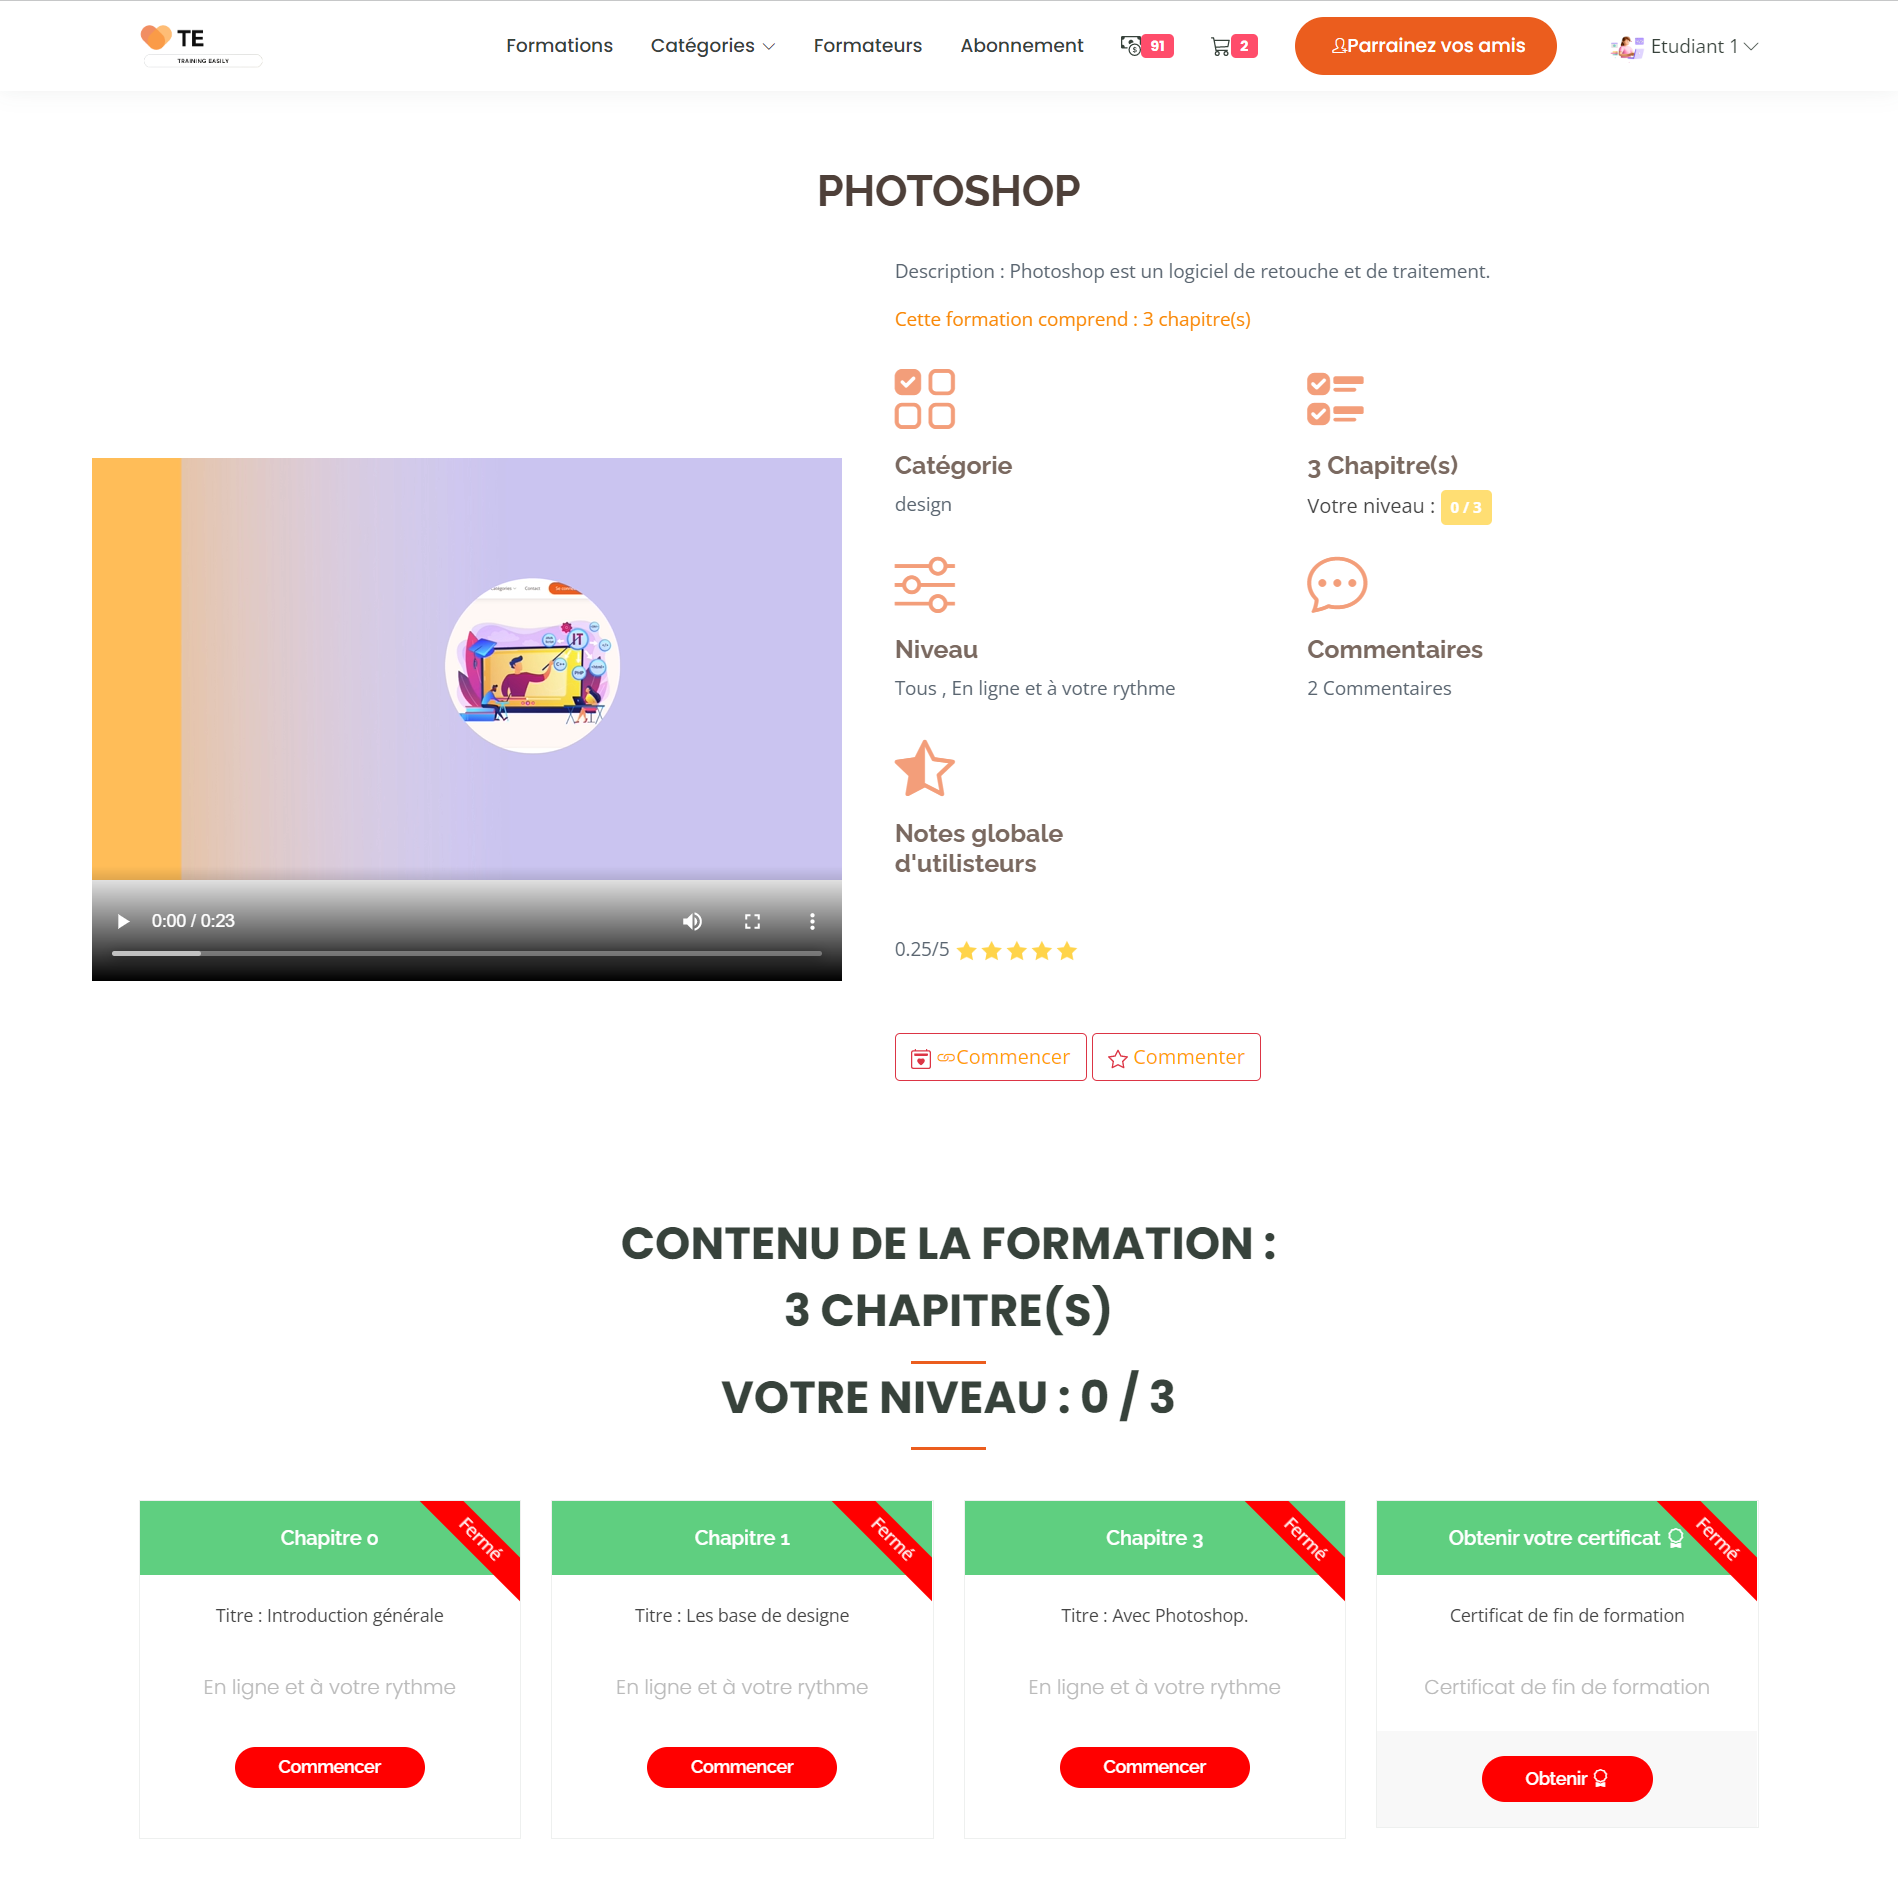 TE
TRAINING EASILY
Formations
Catégories
Formateurs
Abonnement
91
2
Parrainez vos amis
Etudiant 1
PHOTOSHOP
Description : Photoshop est un logiciel de retouche et de traitement.
Cette formation comprend : 3 chapitre(s)
Catégorie
design
3 Chapitre(s)
Votre niveau : 0 / 3
Niveau
Tous , En ligne et à votre rythme
Commentaires
2 Commentaires
Notes globale
d'utilisteurs
0.25/5
Contact
IT
C++
PHP
0:00 / 0:23
Commencer
Commenter
CONTENU DE LA FORMATION :
3 CHAPITRE(S)
VOTRE NIVEAU : 0 / 3
Chapitre 0
Fermé
Titre : Introduction générale
En ligne et à votre rythme
Commencer
Chapitre 1
Fermé
Titre : Les base de designe
En ligne et à votre rythme
Commencer
Chapitre 3
Fermé
Titre : Avec Photoshop.
En ligne et à votre rythme
Commencer
Obtenir votre certificat
Fermé
Certificat de fin de formation
Certificat de fin de formation
Obtenir